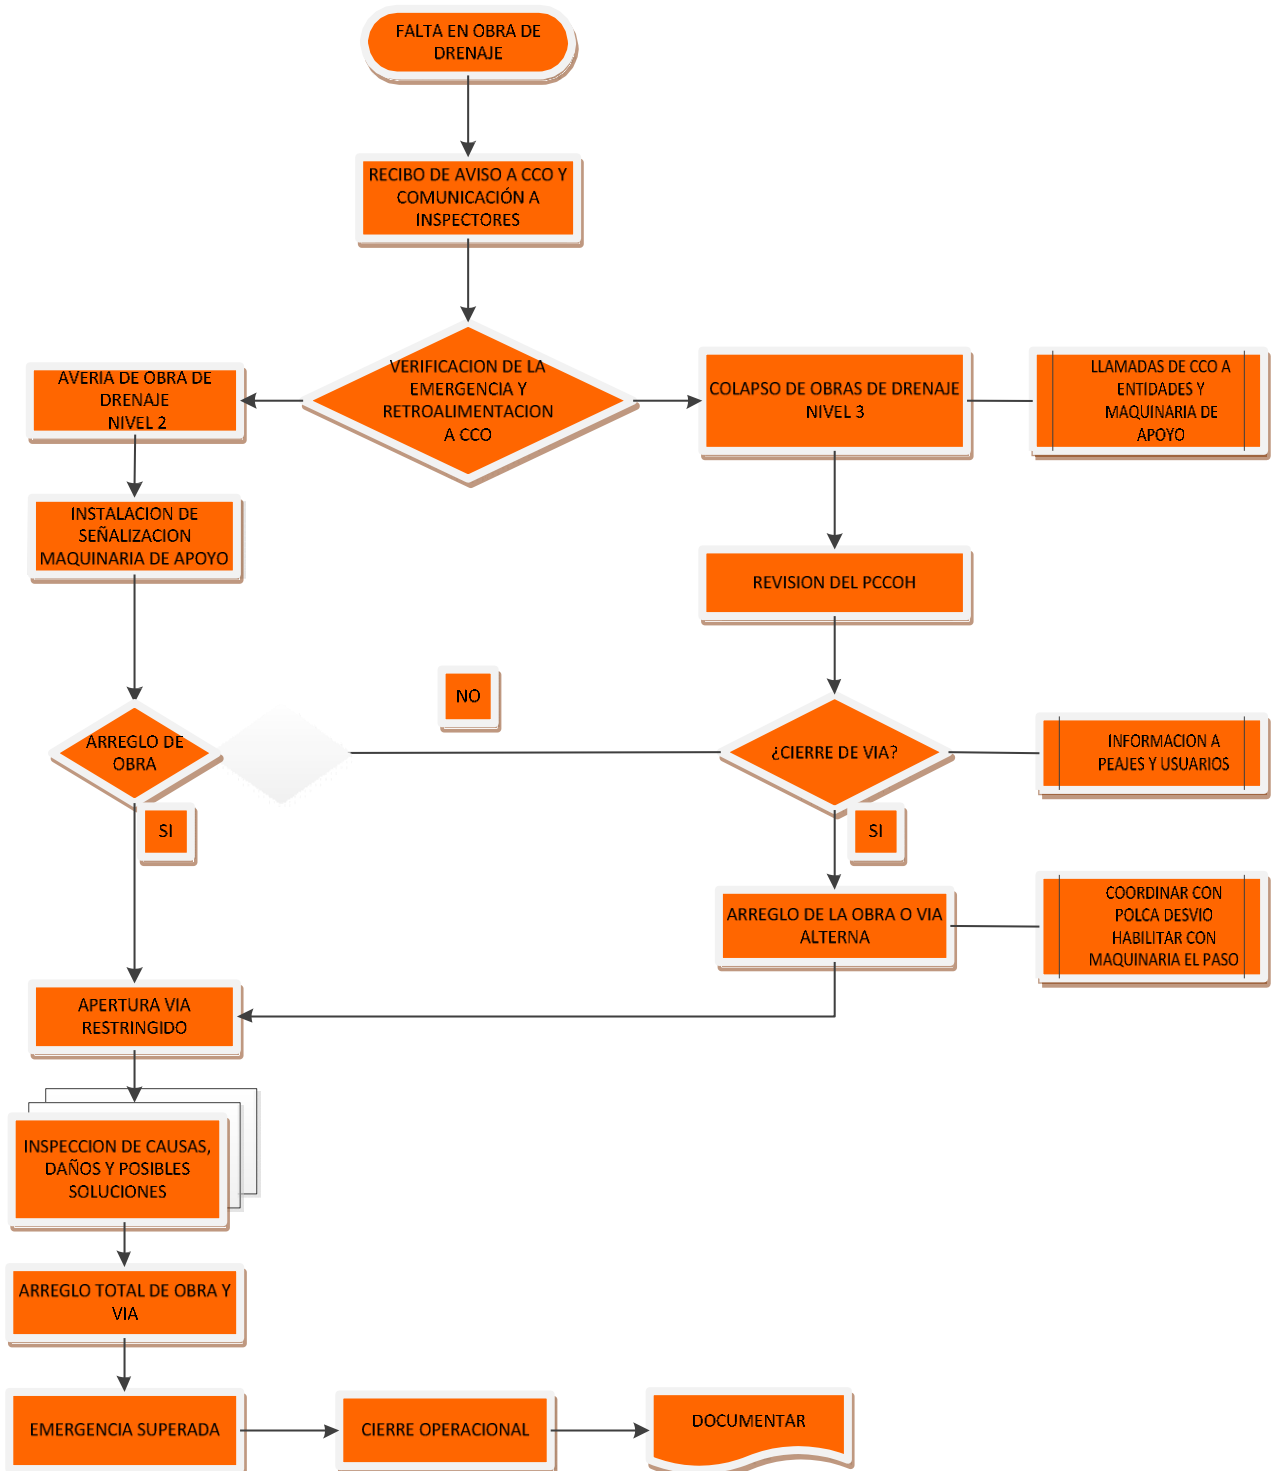 FALTA EN OBRA DE
DRENAJE
RECIBO DE AVISO A CCO Y
COMUNICACIÓN A
INSPECTORES
VERIFICACION DE LA
EMERGENCIA Y
RETROALIMENTACION
A CCO
AVERIA DE OBRA DE
DRENAJE
NIVEL 2
COLAPSO DE OBRAS DE DRENAJE
NIVEL 3
LLAMADAS DE CCO A
ENTIDADES Y
MAQUINARIA DE
APOYO
INSTALACION DE
SEÑALIZACION
MAQUINARIA DE APOYO
REVISION DEL PCCOH
NO
ARREGLO DE
OBRA
¿CIERRE DE VIA?
INFORMACION A
PEAJES Y USUARIOS
SI
SI
ARREGLO DE LA OBRA O VIA
ALTERNA
COORDINAR CON
POLCA DESVIO
HABILITAR CON
MAQUINARIA EL PASO
APERTURA VIA
RESTRINGIDO
INSPECCION DE CAUSAS,
DAÑOS Y POSIBLES
SOLUCIONES
ARREGLO TOTAL DE OBRA Y
VIA
EMERGENCIA SUPERADA
CIERRE OPERACIONAL
DOCUMENTAR